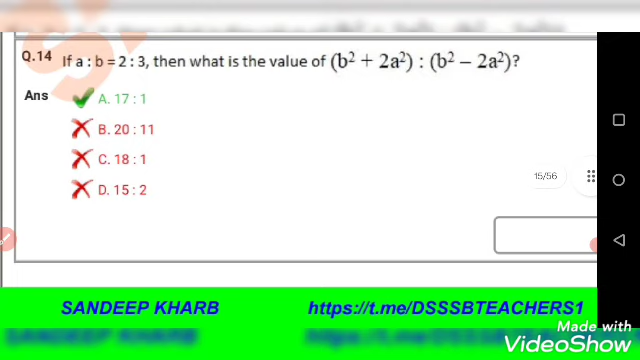 Q.14 If a : b = 2 : 3, then what is the value of (b² + 2a²) : (b² – 2a²)?
Ans
A. 17 : 1
B. 20 : 11
C. 18 : 1
D. 15 : 2
15/56
SANDEEP KHARB https://t.me/DSSSBTEACHERS1
Made with
VideoShow